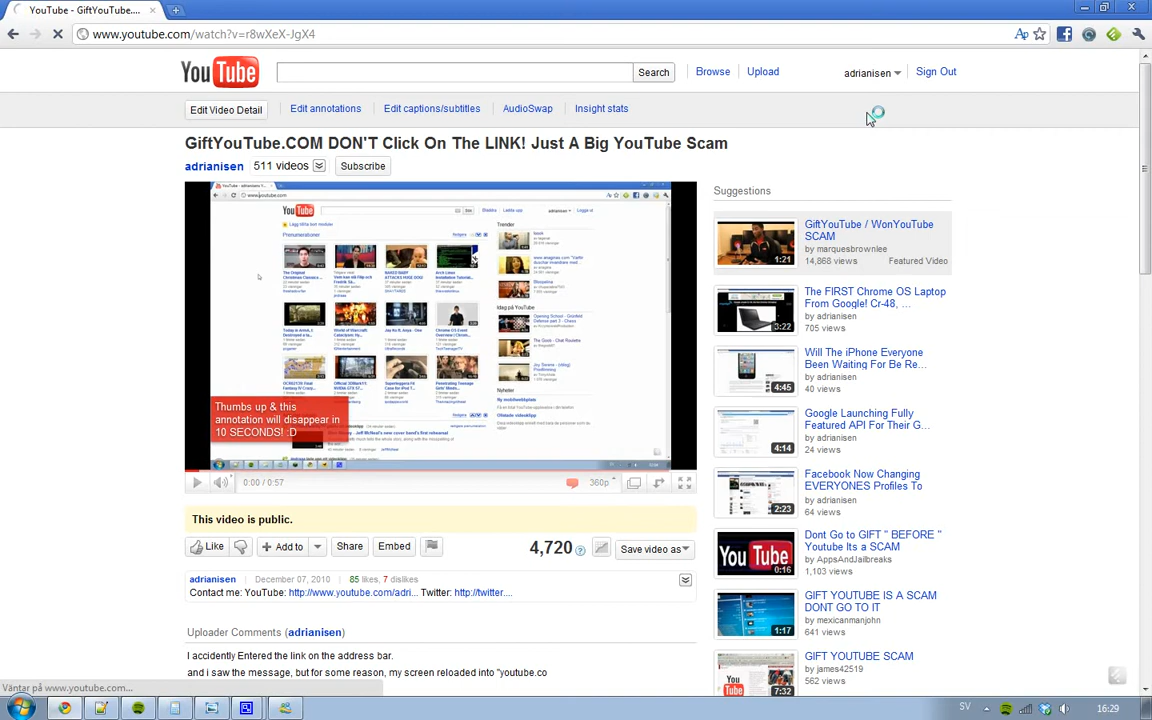 YouTube - GiftYouTube....
www.youtube.com/watch?v=r8wXeX-JgX4
YouTube
Search
Browse
Upload
adrianisen
Sign Out
Edit Video Detail
Edit annotations
Edit captions/subtitles
AudioSwap
Insight stats
GiftYouTube.COM DON'T Click On The LINK! Just A Big YouTube Scam
adrianisen
511 videos
Subscribe
Thumbs up & this
annotation will disappear in
10 SECONDS! :D
0:00 / 0:57
360p
This video is public.
Like
Add to
Share
Embed
4,720
Save video as
adrianisen
December 07, 2010
85 likes, 7 dislikes
Contact me: YouTube: http://www.youtube.com/adri... Twitter: http://twitter....
Uploader Comments (adrianisen)
I accidently Entered the link on the address bar.
and i saw the message, but for some reason, my screen reloaded into "youtube.co
Suggestions
GiftYouTube / WonYouTube
SCAM
by marquesbrownlee
14,868 views
Featured Video
1:21
The FIRST Chrome OS Laptop
From Google! Cr-48, ...
by adrianisen
705 views
3:22
Will The iPhone Everyone
Been Waiting For Be Re...
by adrianisen
40 views
4:45
Google Launching Fully
Featured API For Their G...
by adrianisen
24 views
4:14
Facebook Now Changing
EVERYONES Profiles To
by adrianisen
64 views
2:23
Dont Go to GIFT " BEFORE "
Youtube Its a SCAM
by AppsAndJailbreaks
1,103 views
0:16
GIFT YOUTUBE IS A SCAM
DONT GO TO IT
by mexicanmanjohn
641 views
1:17
GIFT YOUTUBE SCAM
by james42519
562 views
7:32
Väntar på www.youtube.com...
SV
16:29